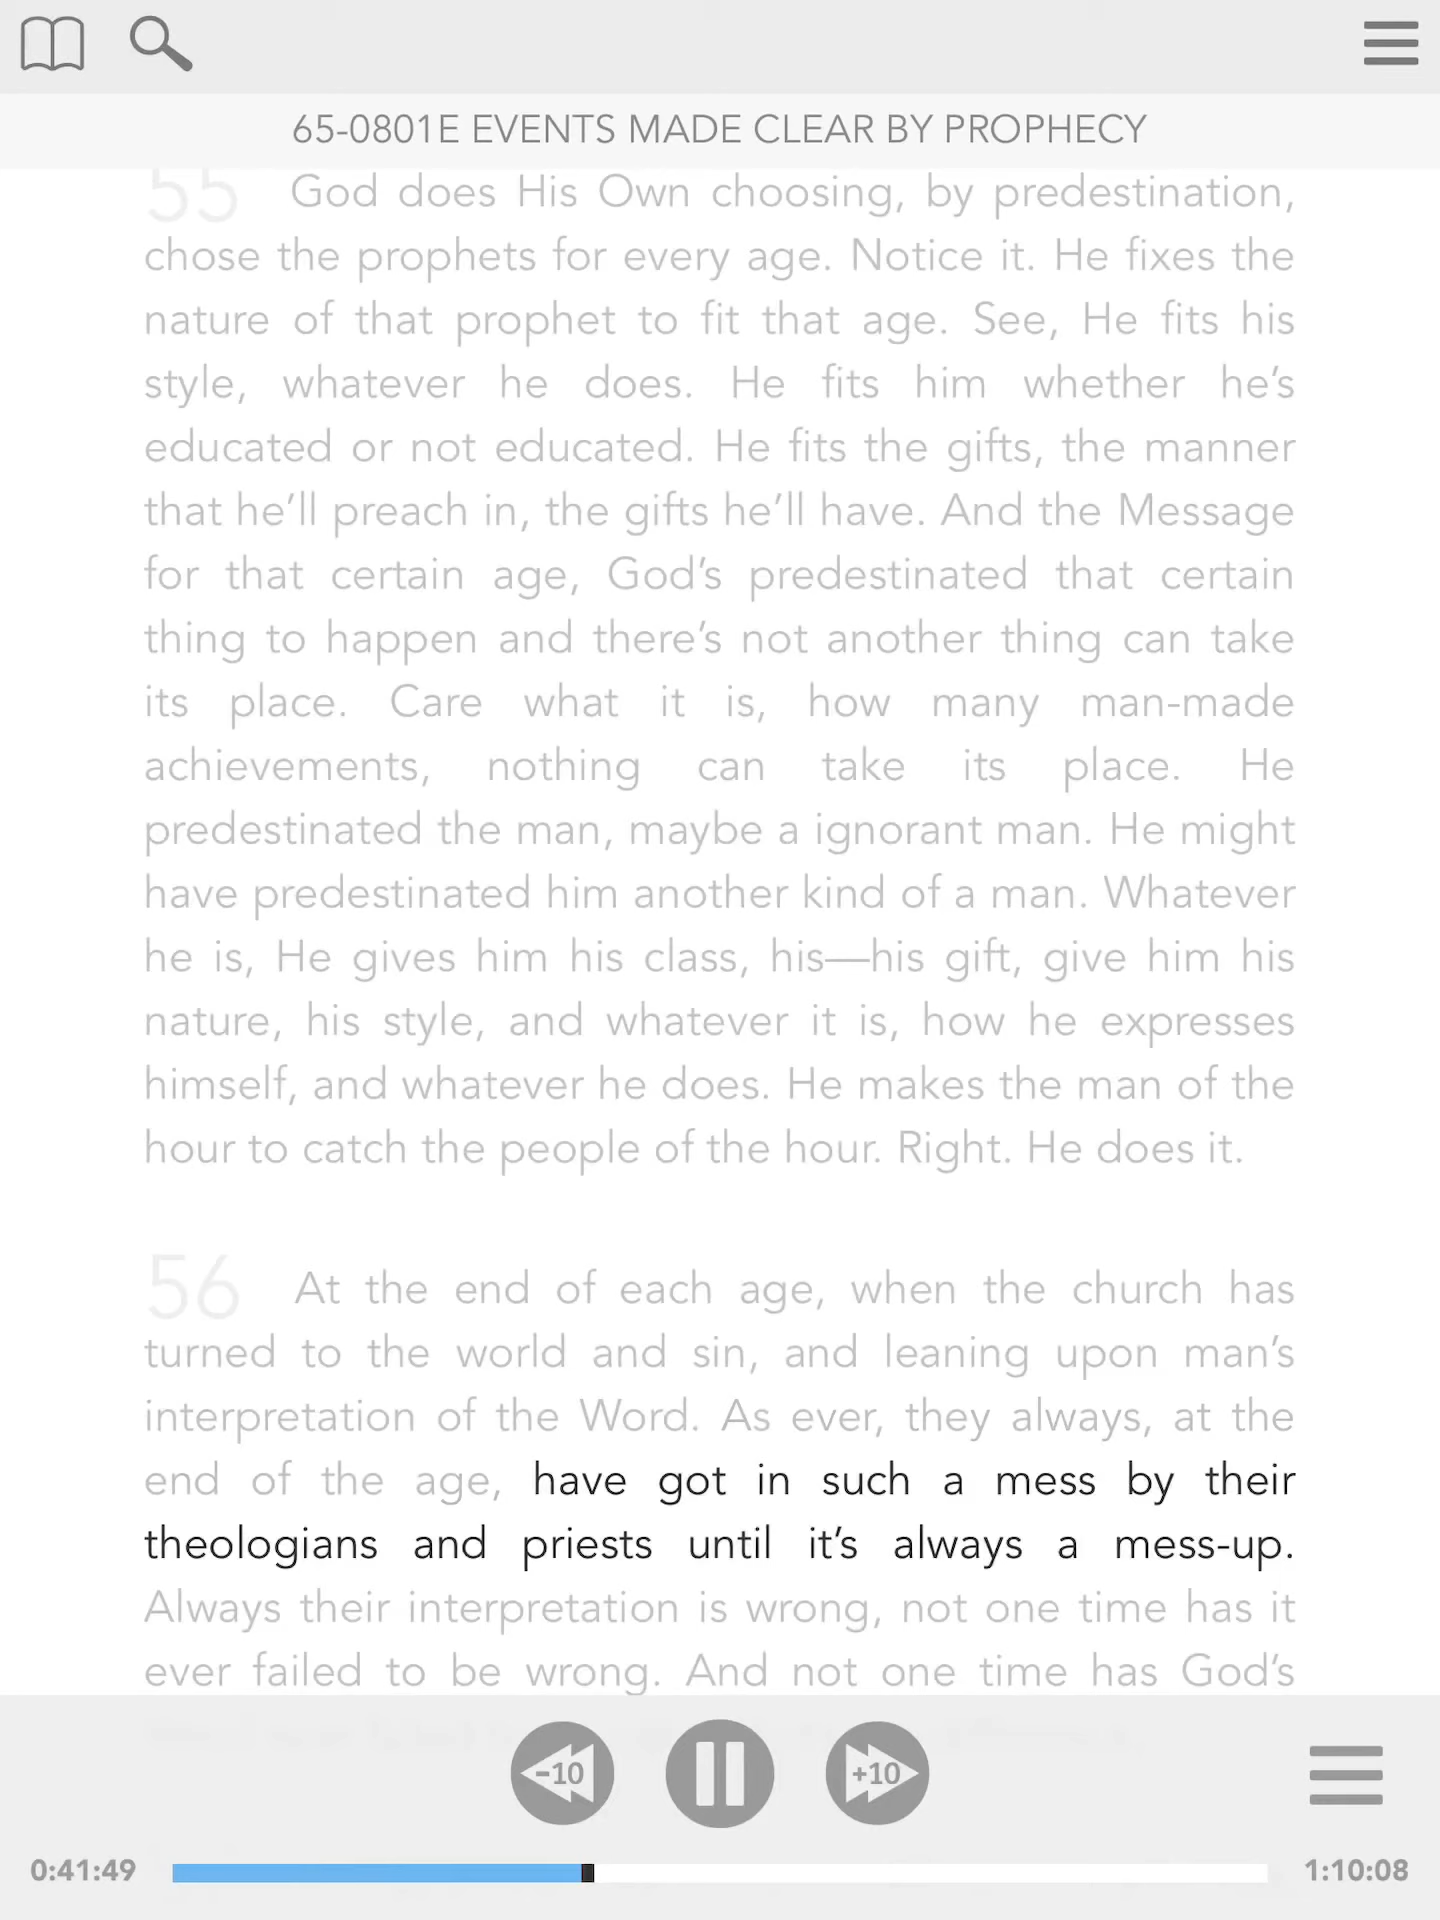 65-0801E EVENTS MADE CLEAR BY PROPHECY
55 God does His Own choosing, by predestination,
chose the prophets for every age. Notice it. He fixes the
nature of that prophet to fit that age. See, He fits his
style, whatever he does. He fits him whether he’s
educated or not educated. He fits the gifts, the manner
that he’ll preach in, the gifts he’ll have. And the Message
for that certain age, God’s predestinated that certain
thing to happen and there’s not another thing can take
its place. Care what it is, how many man-made
achievements, nothing can take its place. He
predestinated the man, maybe a ignorant man. He might
have predestinated him another kind of a man. Whatever
he is, He gives him his class, his—his gift, give him his
nature, his style, and whatever it is, how he expresses
himself, and whatever he does. He makes the man of the
hour to catch the people of the hour. Right. He does it.
56 At the end of each age, when the church has
turned to the world and sin, and leaning upon man’s
interpretation of the Word. As ever, they always, at the
end of the age, have got in such a mess by their
theologians and priests until it’s always a mess-up.
Always their interpretation is wrong, not one time has it
ever failed to be wrong. And not one time has God’s
-10 +10
0:41:49 1:10:08